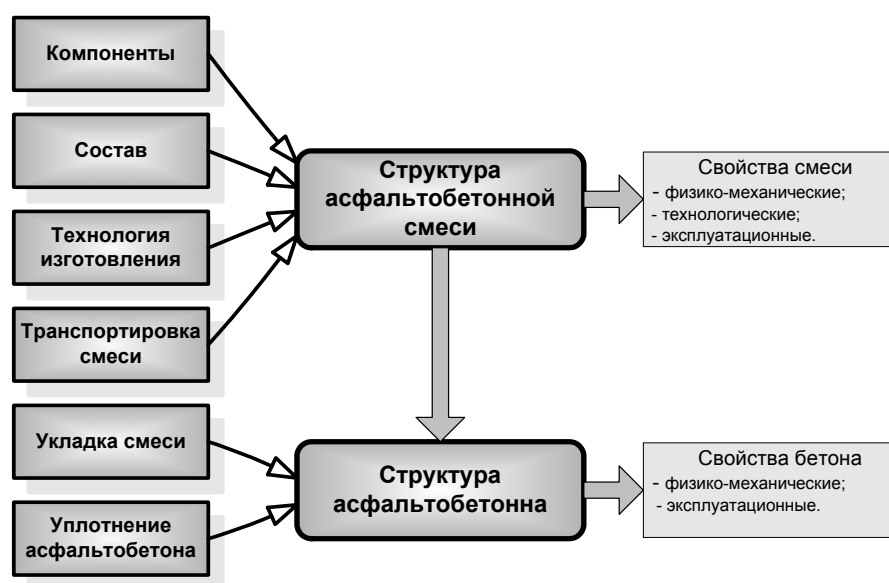 Компоненты
Состав
Технология
изготовления
Транспортировка
смеси
Укладка смеси
Уплотнение
асфальтобетона
Структура
асфальтобетонной
смеси
Структура
асфальтобетонна
Свойства смеси
- физико-механические;
- технологические;
- эксплуатационные.
Свойства бетона
- физико-механические;
- эксплуатационные.